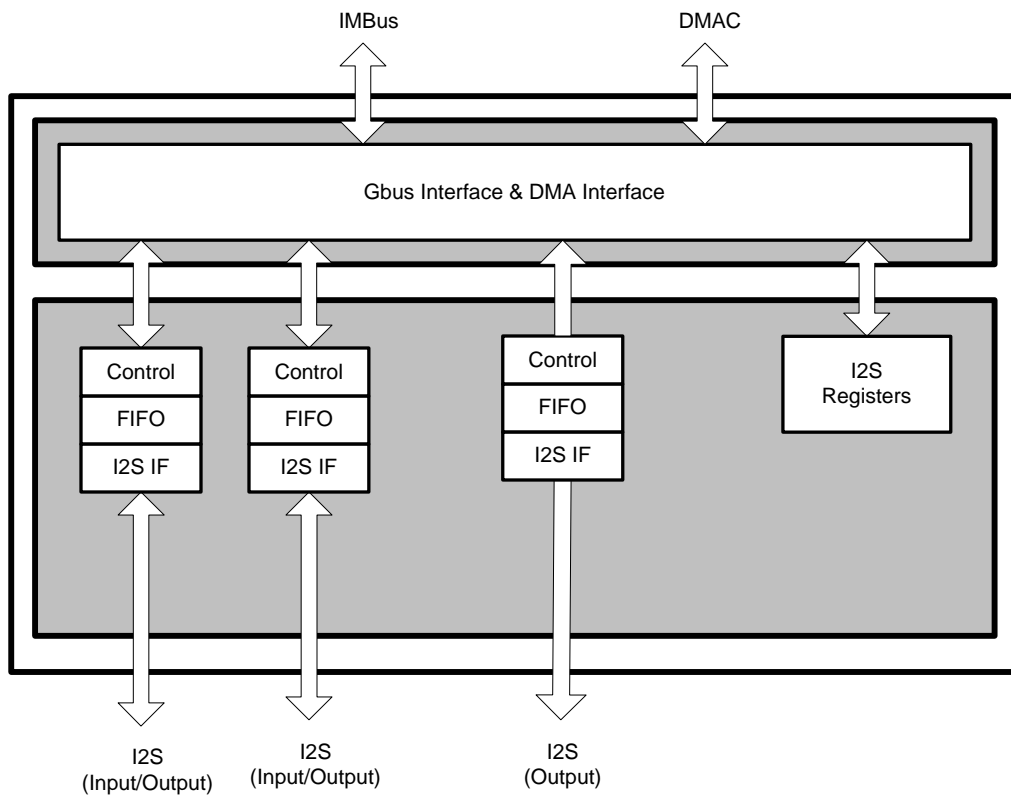 IMBus
DMAC
Gbus Interface & DMA Interface
Control
FIFO
I2S IF
Control
FIFO
I2S IF
Control
FIFO
I2S IF
I2S
Registers
I2S
(Input/Output)
I2S
(Input/Output)
I2S
(Output)